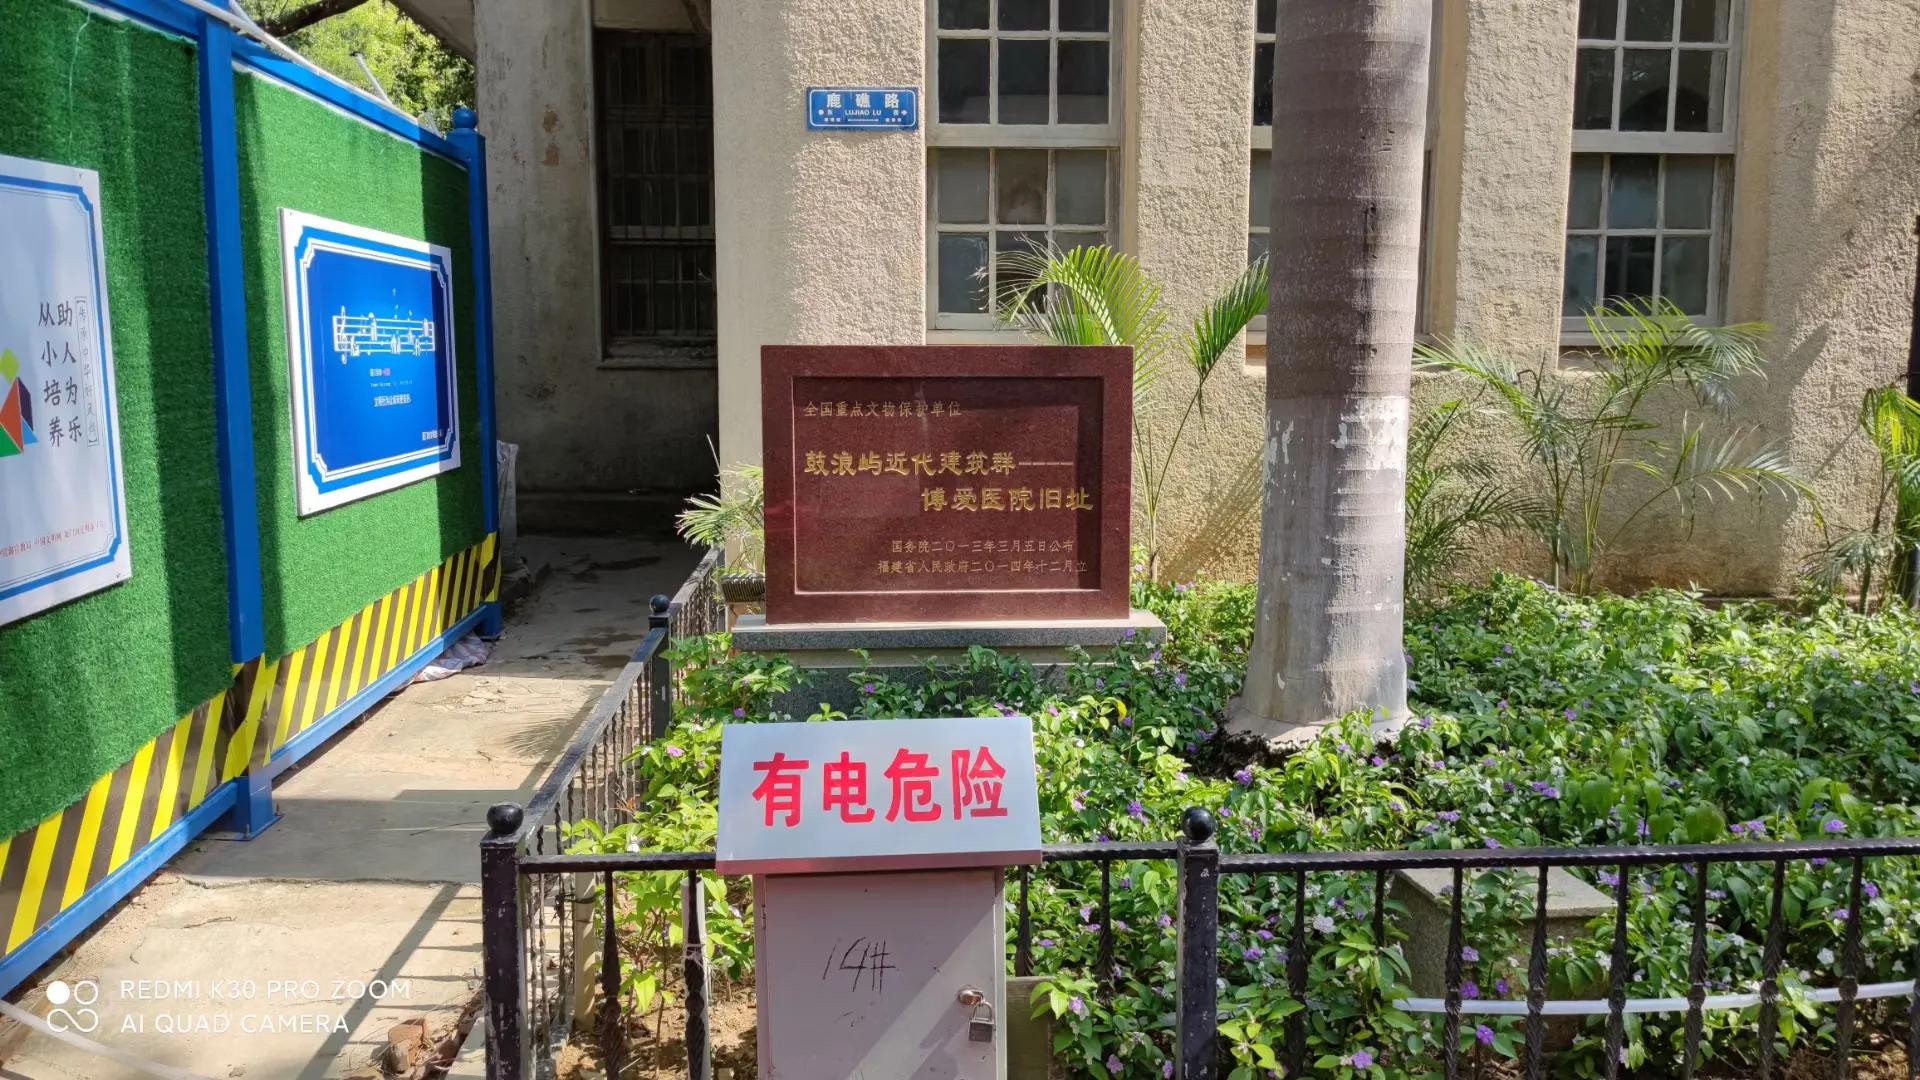 鹿礁路
LUJIAO LU
东
西
全国重点文物保护单位
鼓浪屿近代建筑群----
博爱医院旧址
国务院二〇一三年三月五日公布
福建省人民政府二〇一四年十二月立
有电危险
14#
助人为乐
从小培养
REDMI K30 PRO ZOOM
AI QUAD CAMERA